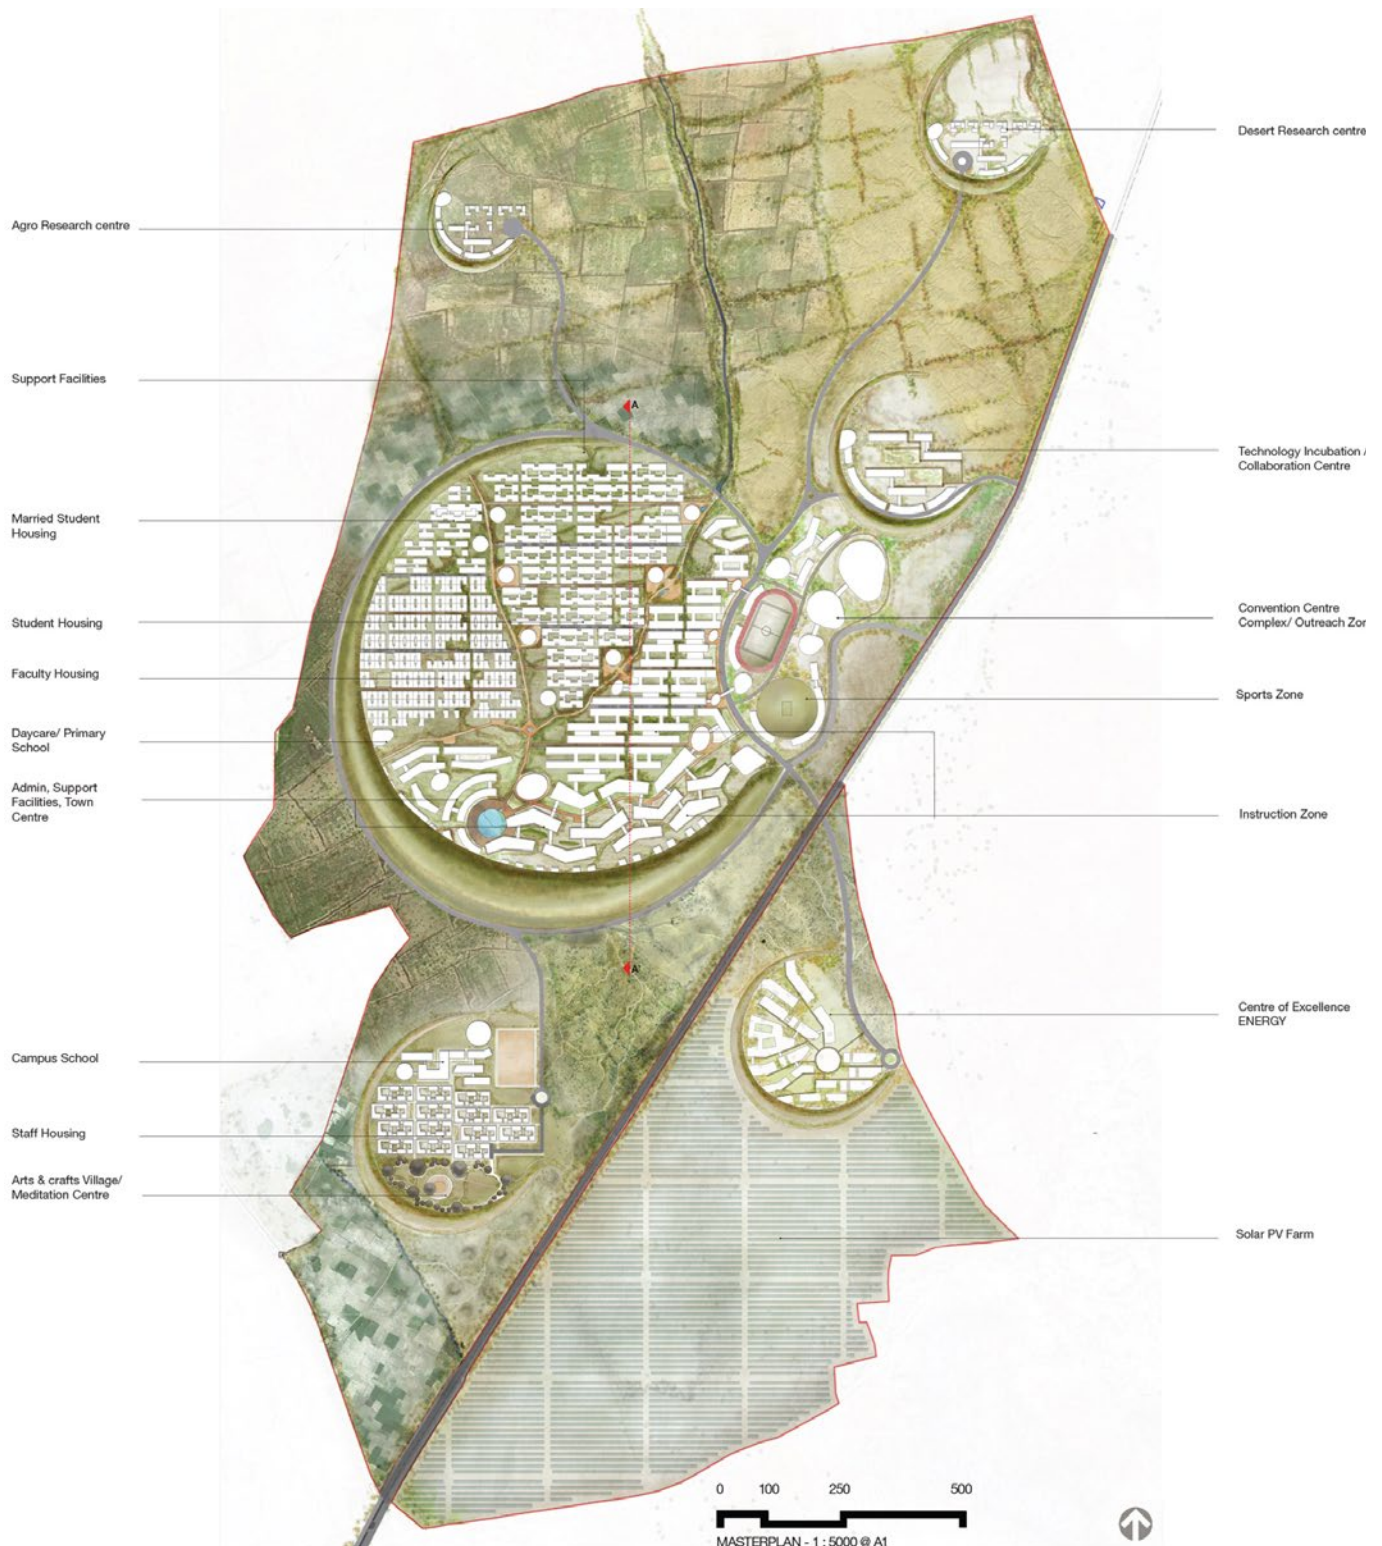 Desert Research centre
Agro Research centre
Support Facilities
A
Technology Incubation /
Collaboration Centre
Married Student
Housing
Convention Centre
Complex/ Outreach Zor
Student Housing
Faculty Housing
Sports Zone
Daycare/ Primary
School
Admin, Support
Facilities, Town
Centre
Instruction Zone
A'
Centre of Excellence
ENERGY
Campus School
Staff Housing
Arts & crafts Village/
Meditation Centre
Solar PV Farm
0 100 250 500
MASTERPLAN - 1 : 5000 @ A1